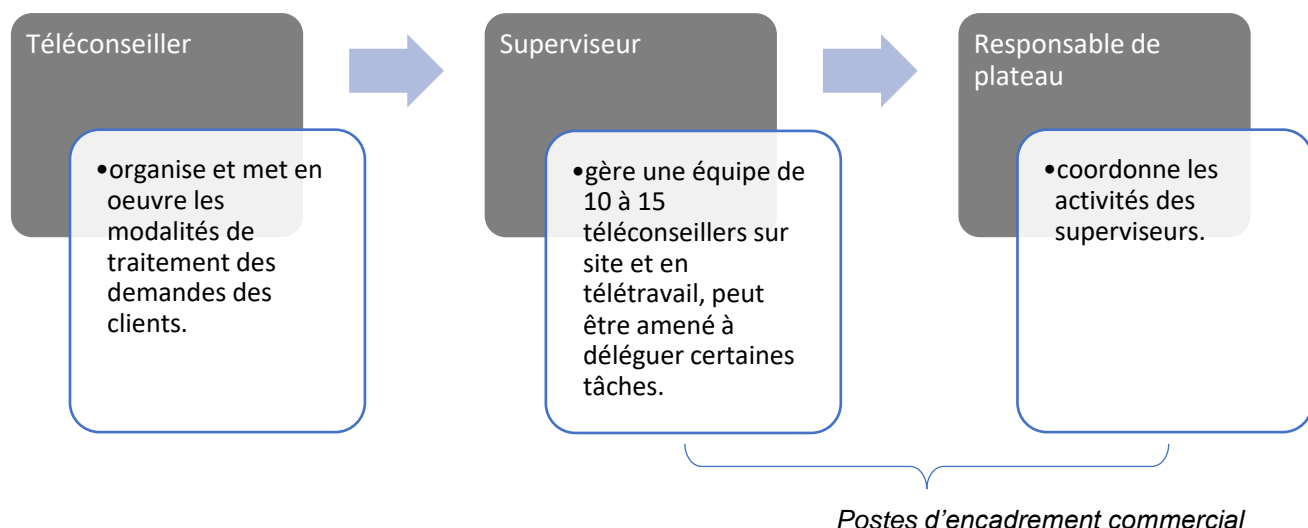 Téléconseiller
•organise et met en
oeuvre les
modalités de
traitement des
demandes des
clients.
Superviseur
•gère une équipe de
10 à 15
téléconseillers sur
site et en
télétravail, peut
être amené à
déléguer certaines
tâches.
Responsable de
plateau
•coordonne les
activités des
superviseurs.
Postes d'encadrement commercial